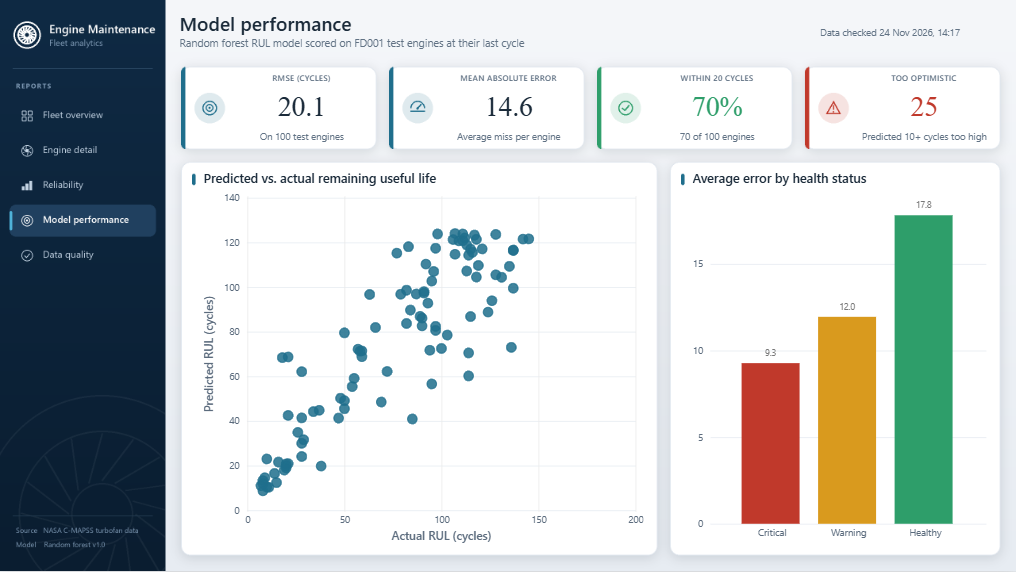 Engine Maintenance
Fleet analytics
REPORTS
Fleet overview
Engine detail
Reliability
Model performance
Data quality
Source NASA C-MAPSS turbofan data
Model Random forest v1.0
Model performance
Random forest RUL model scored on FD001 test engines at their last cycle
Data checked 24 Nov 2026, 14:17
RMSE (CYCLES)
20.1
On 100 test engines
MEAN ABSOLUTE ERROR
14.6
Average miss per engine
WITHIN 20 CYCLES
70%
70 of 100 engines
TOO OPTIMISTIC
25
Predicted 10+ cycles too high
Predicted vs. actual remaining useful life
Predicted RUL (cycles)
140
120
100
80
60
40
20
0
0 50 100 150 200
Actual RUL (cycles)
Average error by health status
15
10
5
0
9.3
12.0
17.8
Critical Warning Healthy